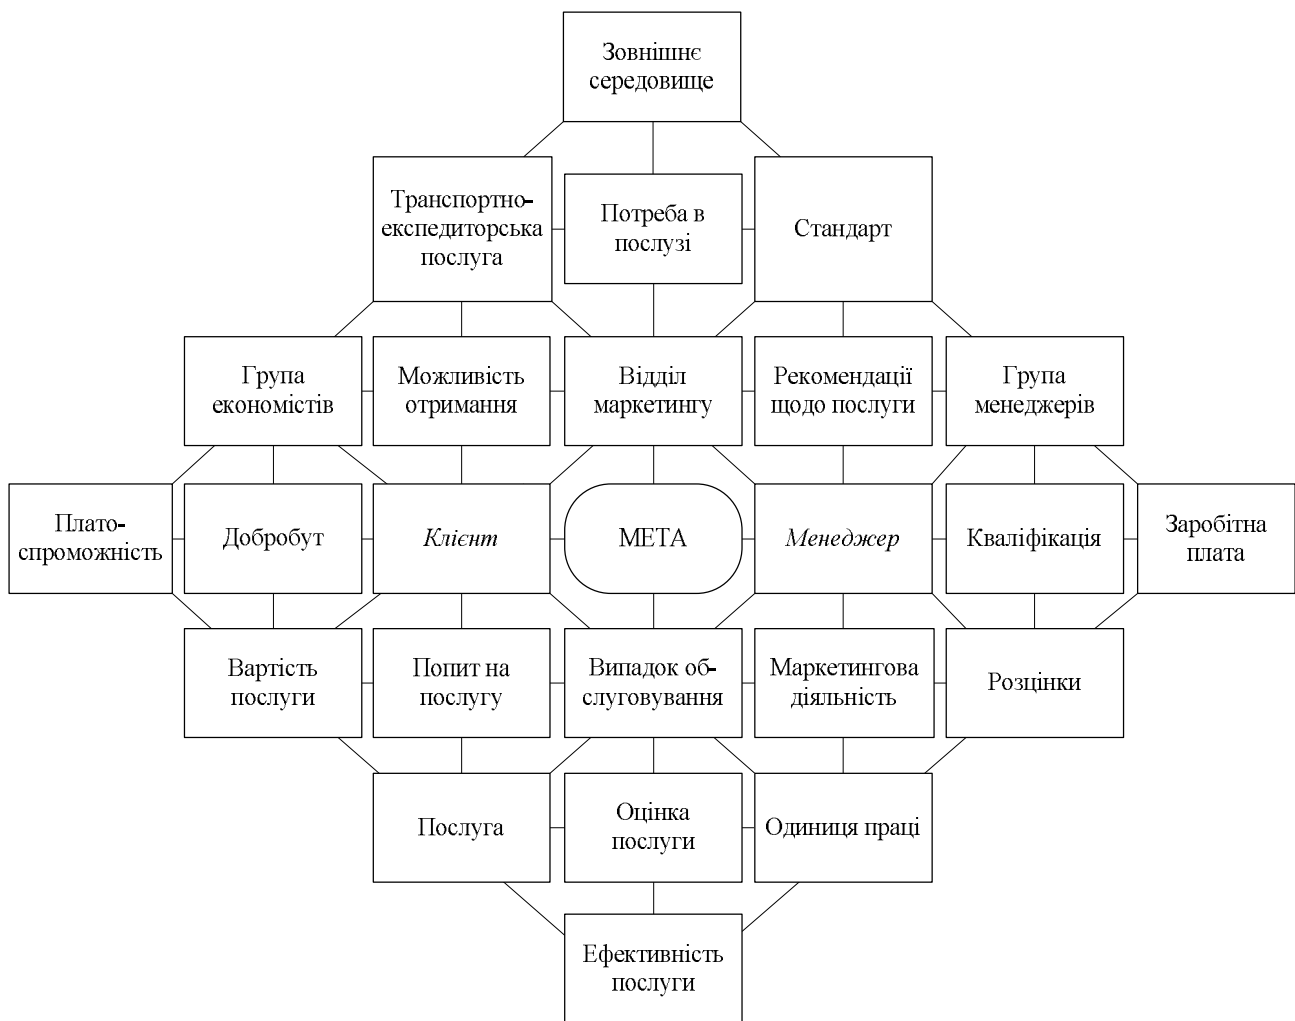 Зовнішнє
середовище
Транспортно-
експедиторська
послуга
Потреба в
послузі
Стандарт
Група
економістів
Можливість
отримання
Відділ
маркетингу
Рекомендації
щодо послуги
Група
менеджерів
Плато-
спроможність
Добробут
Клієнт
МЕТА
Менеджер
Кваліфікація
Заробітна
плата
Вартість
послуги
Попит на
послугу
Випадок об-
слуговування
Маркетингова
діяльність
Розцінки
Послуга
Оцінка
послуги
Одиниця праці
Ефективність
послуги